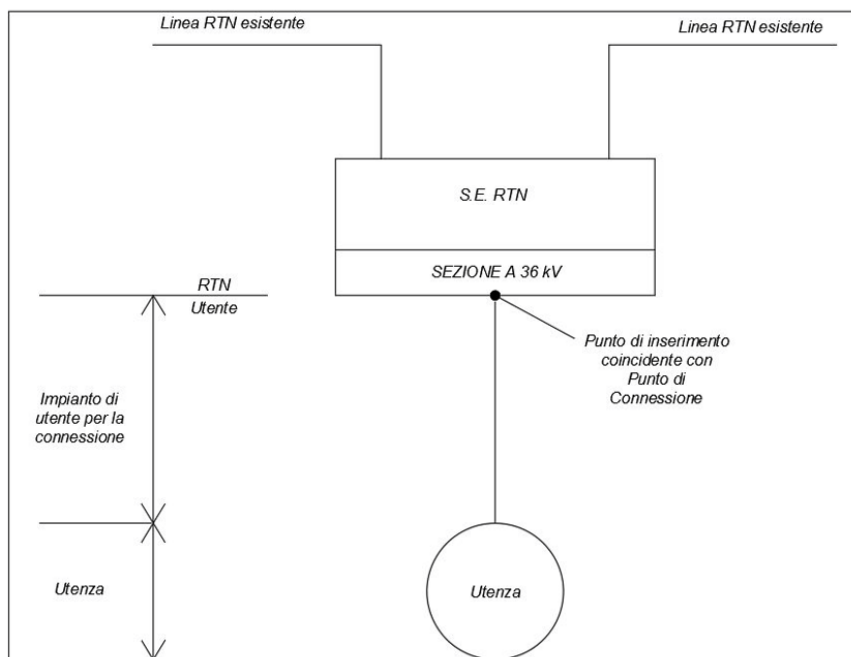 Linea RTN esistente
Linea RTN esistente
S.E. RTN
SEZIONE A 36 kV
RTN
Utente
Punto di inserimento
coincidente con
Punto di
Connessione
Impianto di
utente per la
connessione
Utenza
Utenza